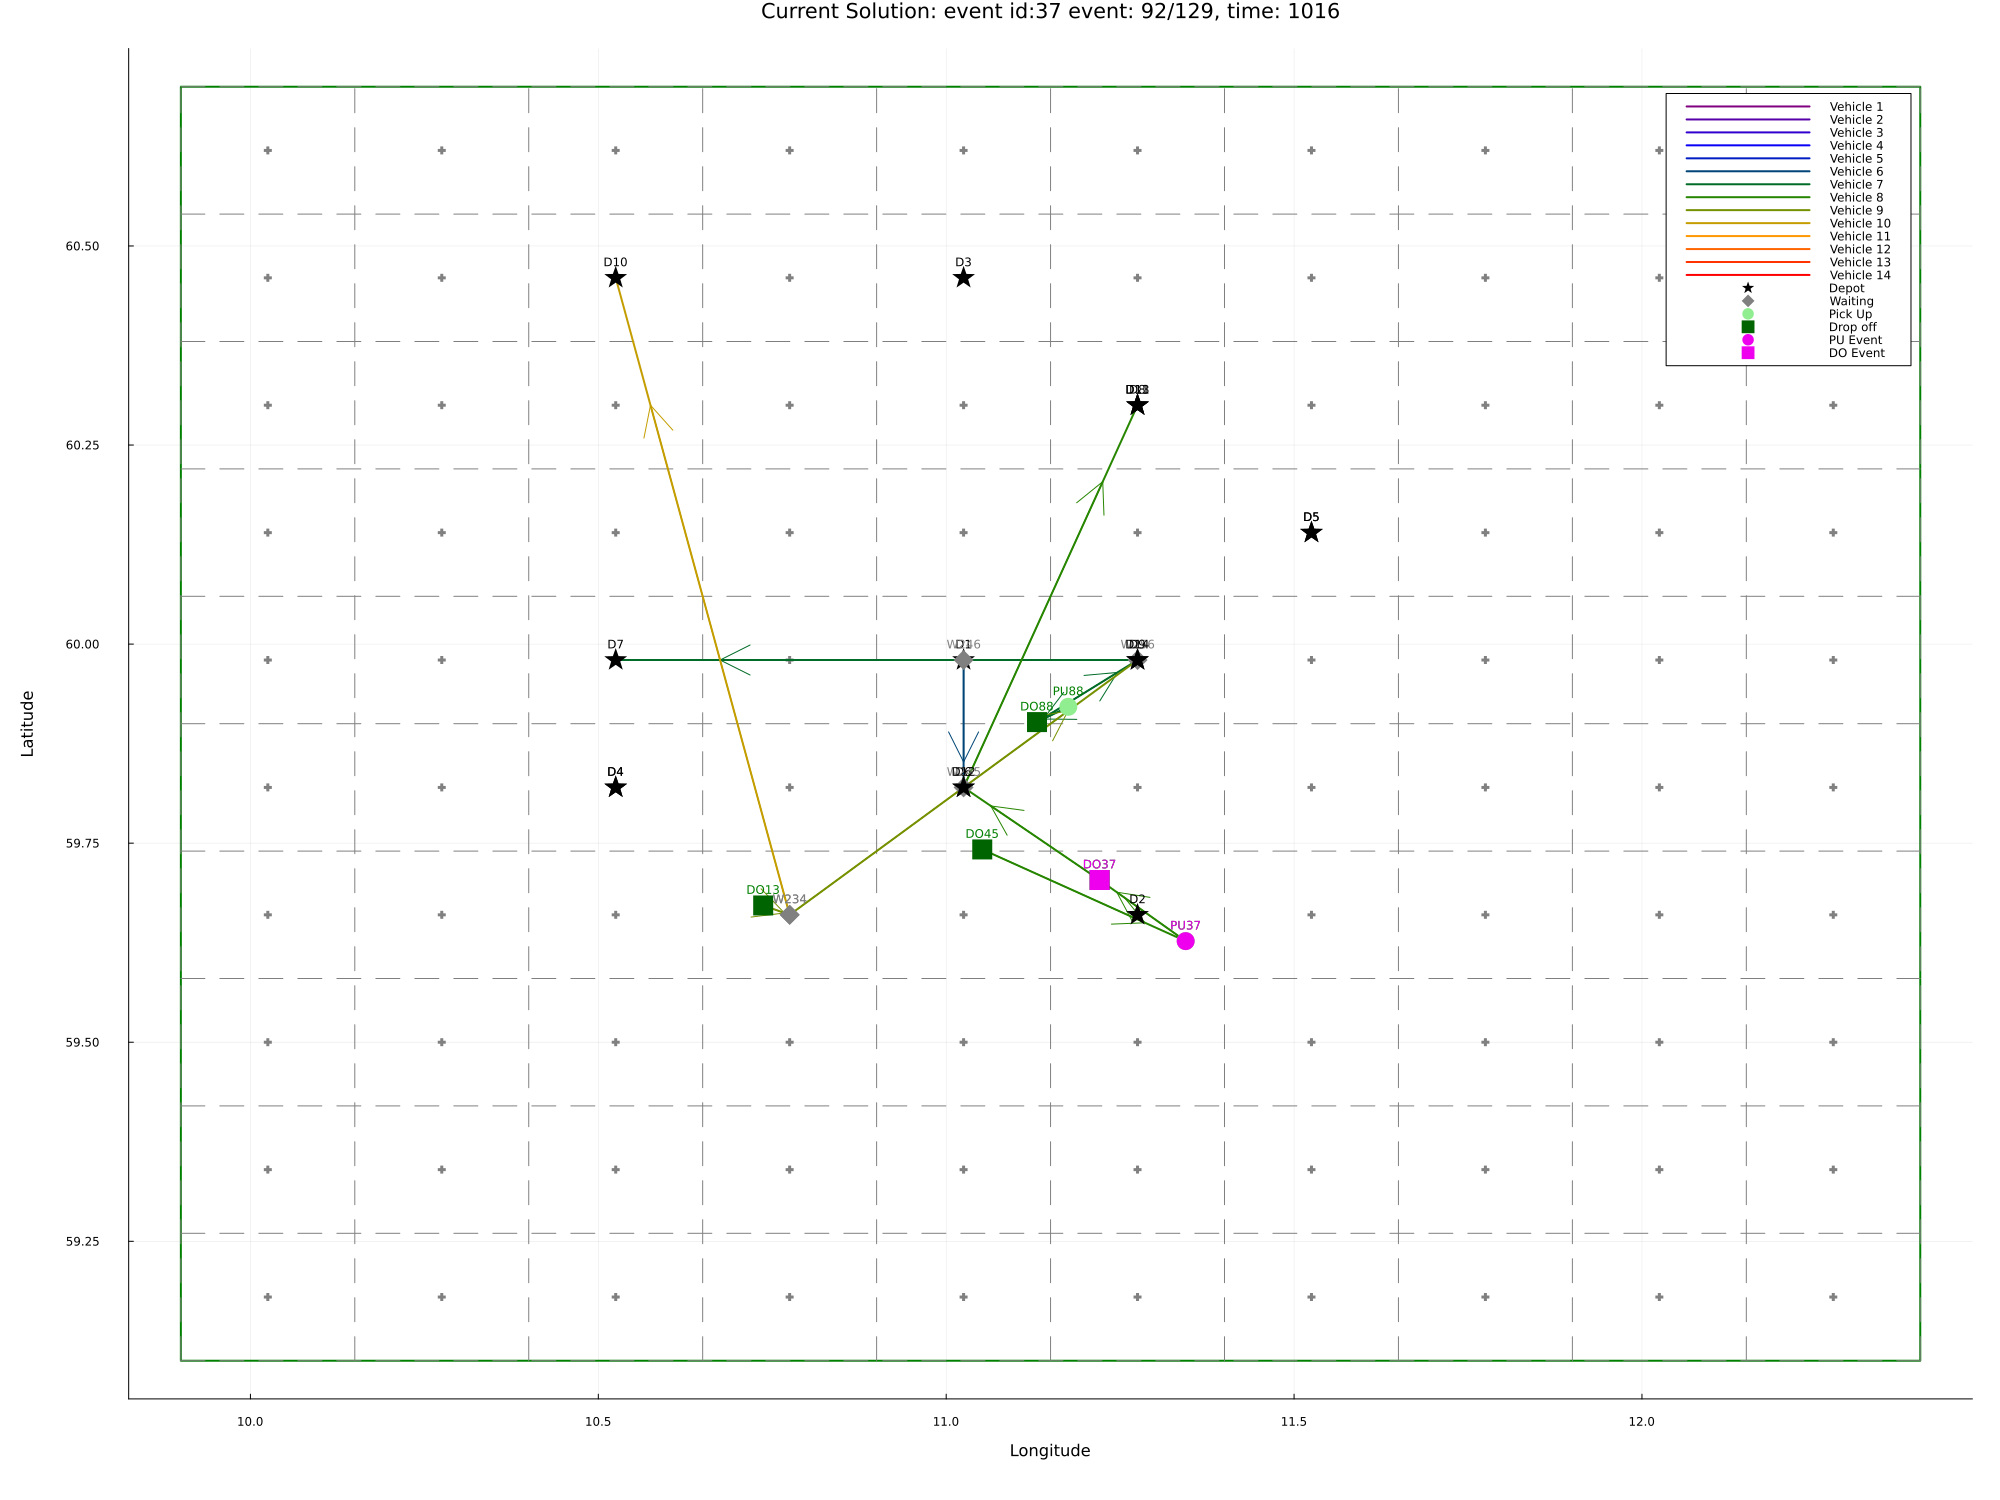 Current Solution: event id:37 event: 92/129, time: 1016
Vehicle 1
Vehicle 2
Vehicle 3
Vehicle 4
Vehicle 5
Vehicle 6
Vehicle 7
Vehicle 8
Vehicle 9
Vehicle 10
Vehicle 11
Vehicle 12
Vehicle 13
Vehicle 14
Depot
Waiting
Pick Up
Drop off
PU Event
DO Event
60.50
D10
D3
60.25
D5
60.00
D7
D1
PU88
DO88
D4
DO45
59.75
DO37
DO13
W234
D2
PU37
59.50
59.25
10.0
10.5
11.0
11.5
12.0
Longitude
Latitude